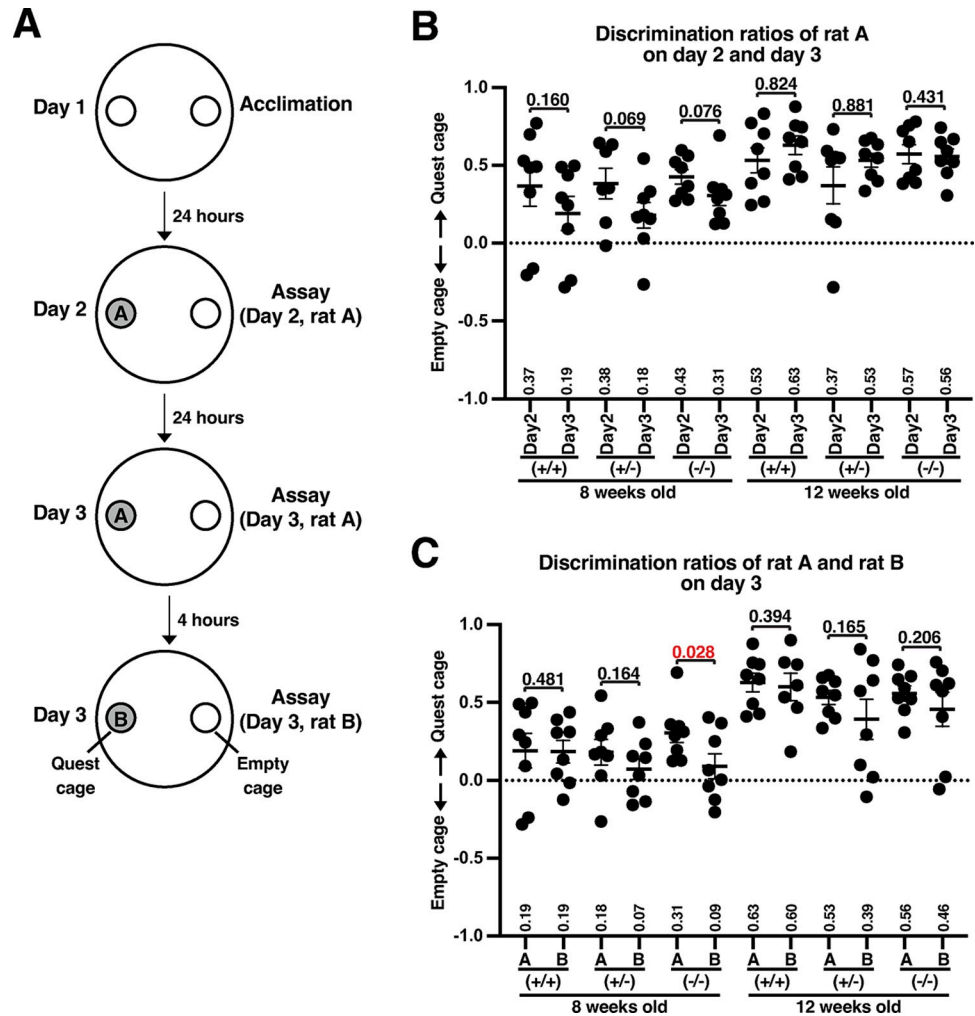 A
Day 1
Acclimation
24 hours
Day 2
A
Assay
(Day 2, rat A)
24 hours
Day 3
A
Assay
(Day 3, rat A)
4 hours
Day 3
B
Assay
(Day 3, rat B)
Quest
cage
Empty
cage
B
Discrimination ratios of rat A
on day 2 and day 3
Empty cage
Quest cage
1.0
0.5
0.0
-0.5
-1.0
0.160
0.069
0.076
0.824
0.881
0.431
0.37
0.19
0.38
0.18
0.43
0.31
0.53
0.63
0.37
0.53
0.57
0.56
Day2
Day3
Day2
Day3
Day2
Day3
Day2
Day3
Day2
Day3
Day2
Day3
(+/+)
(+/-)
(-/-)
(+/+)
(+/-)
(-/-)
8 weeks old
12 weeks old
C
Discrimination ratios of rat A and rat B
on day 3
Empty cage
Quest cage
1.0
0.5
0.0
-0.5
-1.0
0.481
0.164
0.028
0.394
0.165
0.206
0.19
0.19
0.18
0.07
0.31
0.09
0.63
0.60
0.53
0.39
0.56
0.46
A
B
A
B
A
B
A
B
A
B
A
B
(+/+)
(+/-)
(-/-)
(+/+)
(+/-)
(-/-)
8 weeks old
12 weeks old